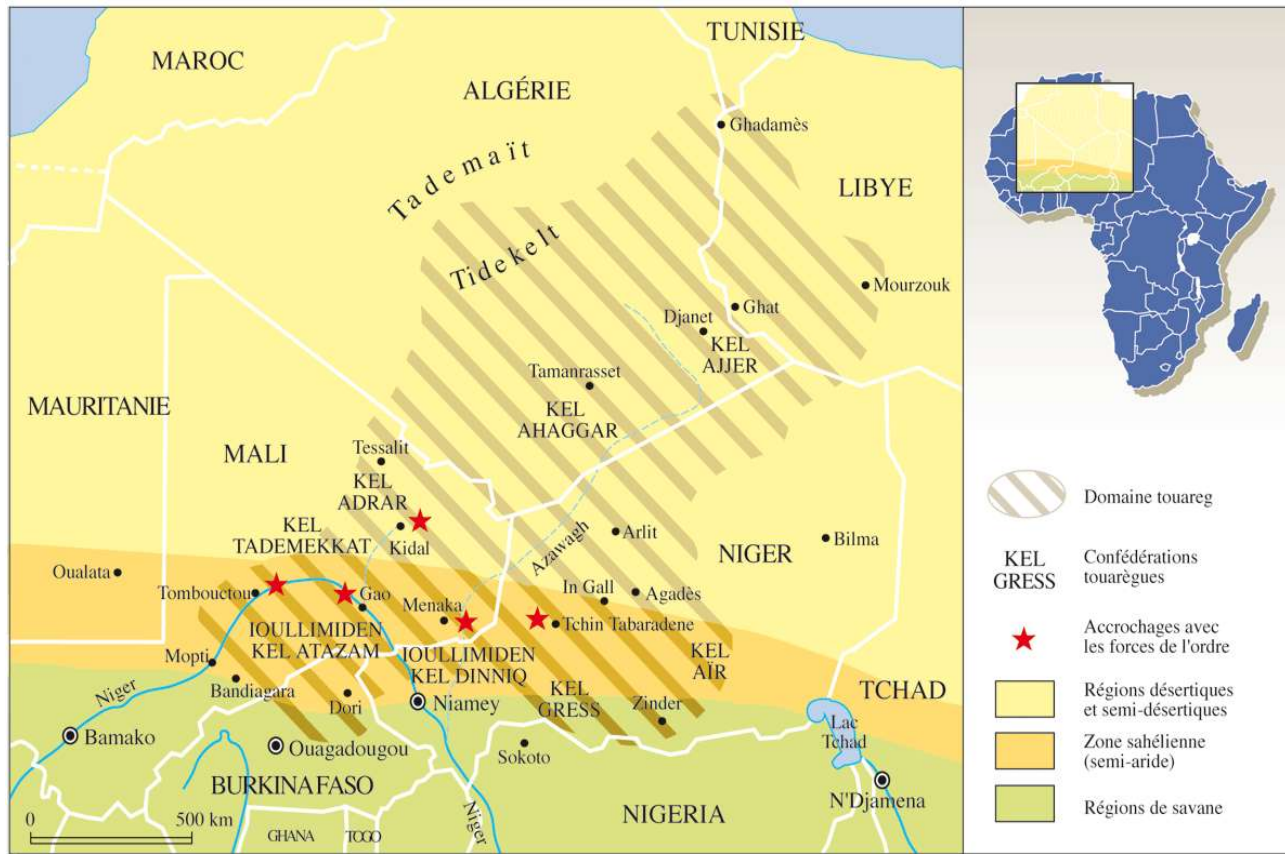 MAROC
TUNISIE
ALGÉRIE
Ghadamès
Tademaït
LIBYE
Tidekelt
Mourzouk
Ghat
Djanet
KEL
AJJER
Tamanrasset
KEL
AHAGGAR
MAURITANIE
MALI
Tessalit
KEL
ADRAR
KEL
TADEMEKKAT
Kidal
Azawagh
Arlit
NIGER
Bilma
Oualata
Tombouctou
Gao
Menaka
In Gall
Agadès
Tchin Tabaradene
IOULLIMIDEN
KEL ATAZAM
IOULLIMIDEN
KEL DINNIQ
KEL
AÏR
Mopti
Niger
Bandiagara
Dori
Niamey
KEL
GRESS
Zinder
TCHAD
Lac
Tchad
Bamako
Ouagadougou
Sokoto
BURKINA FASO
Niger
NIGERIA
N'Djamena
GHANA
TOGO
0
500 km
Domaine touareg
KEL
GRESS
Confédérations
touarègues
Accrochages avec
les forces de l'ordre
Régions désertiques
et semi-désertiques
Zone sahélienne
(semi-aride)
Régions de savane